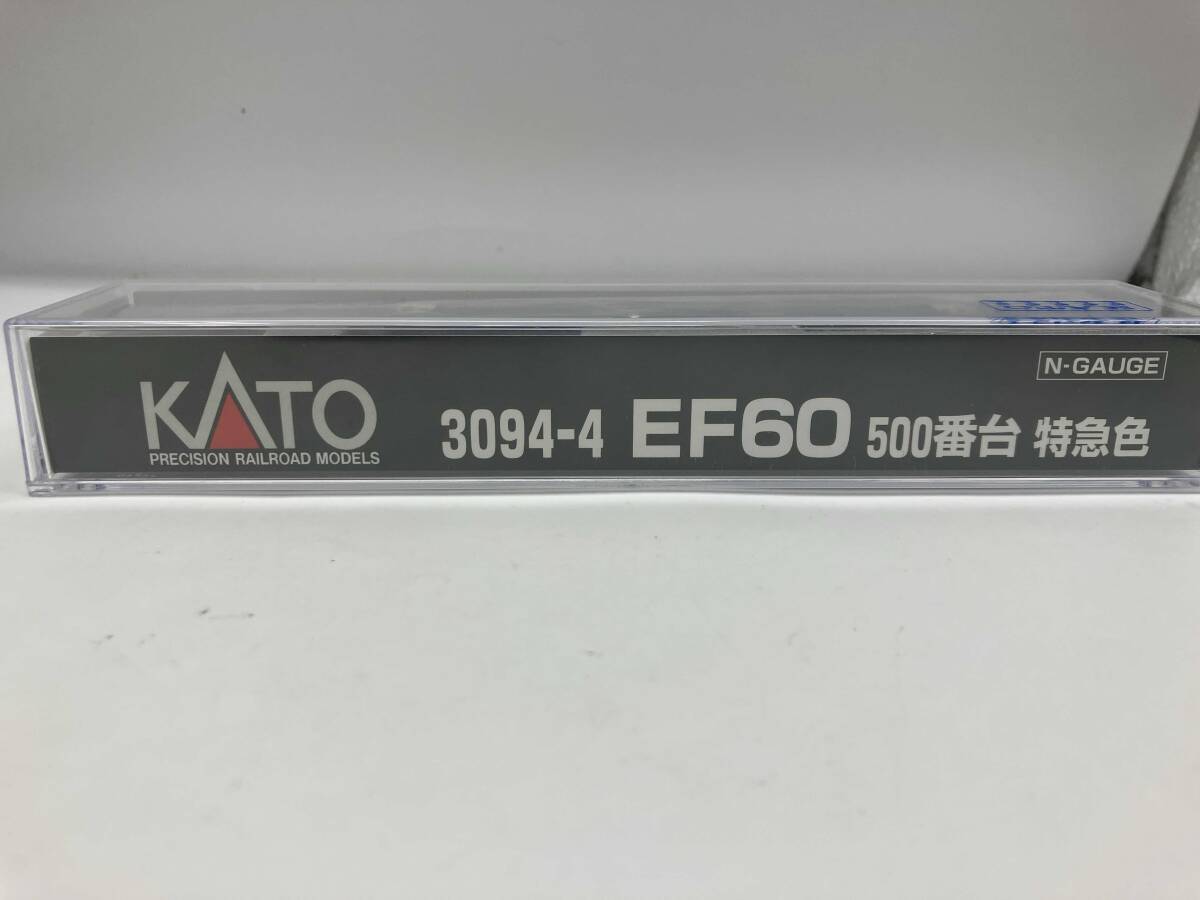 N-GAUGE
KATO 3094-4 EF60 500番台 特急色
PRECISION RAILROAD MODELS